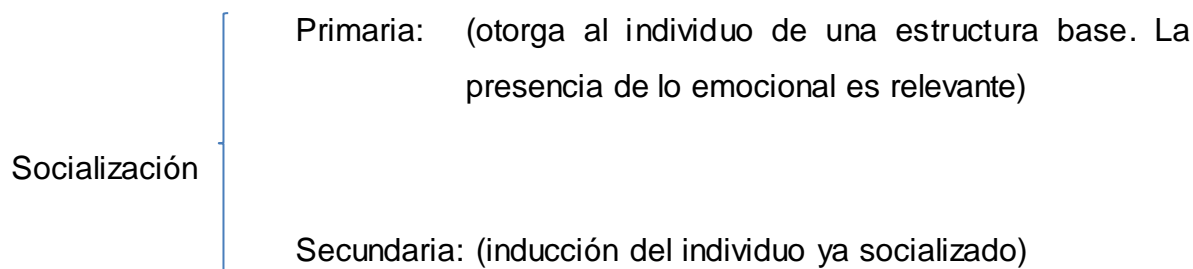 Primaria: (otorga al individuo de una estructura base. La
presencia de lo emocional es relevante)
Socialización
Secundaria: (inducción del individuo ya socializado)